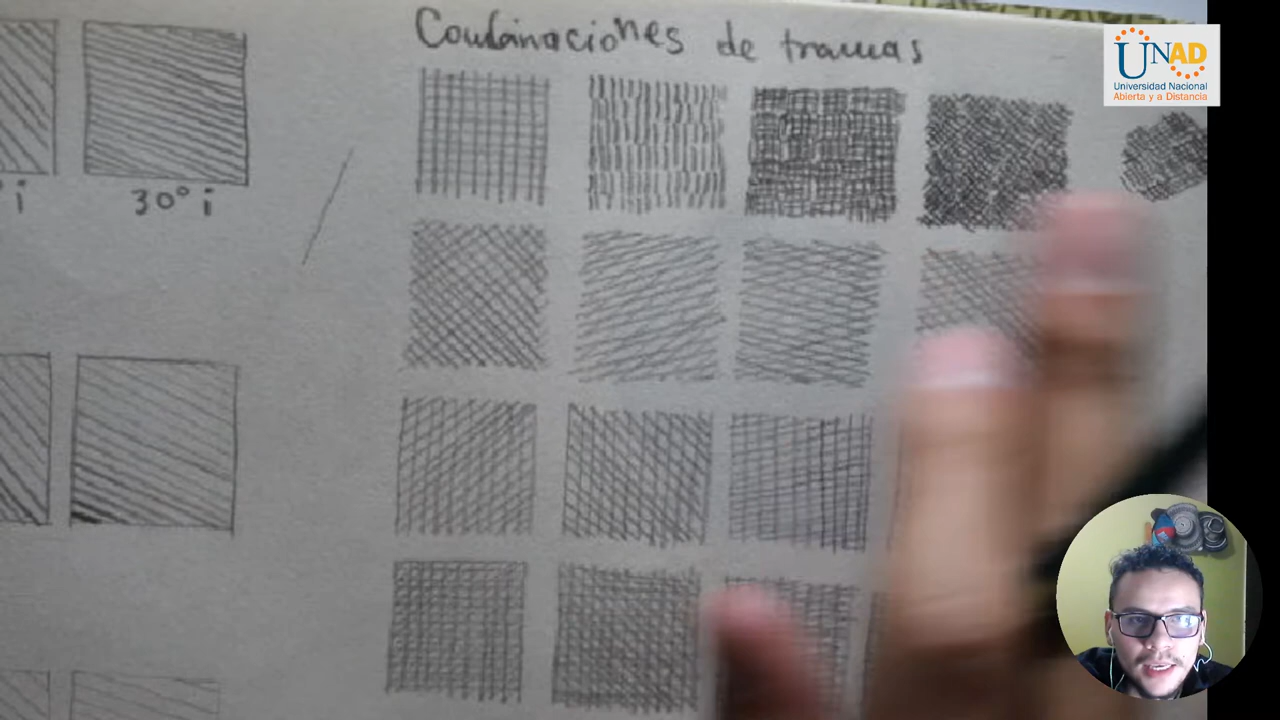 Combinaciones de tramas
UNAD
Universidad Nacional
Abierta y a Distancia
30° i
° i